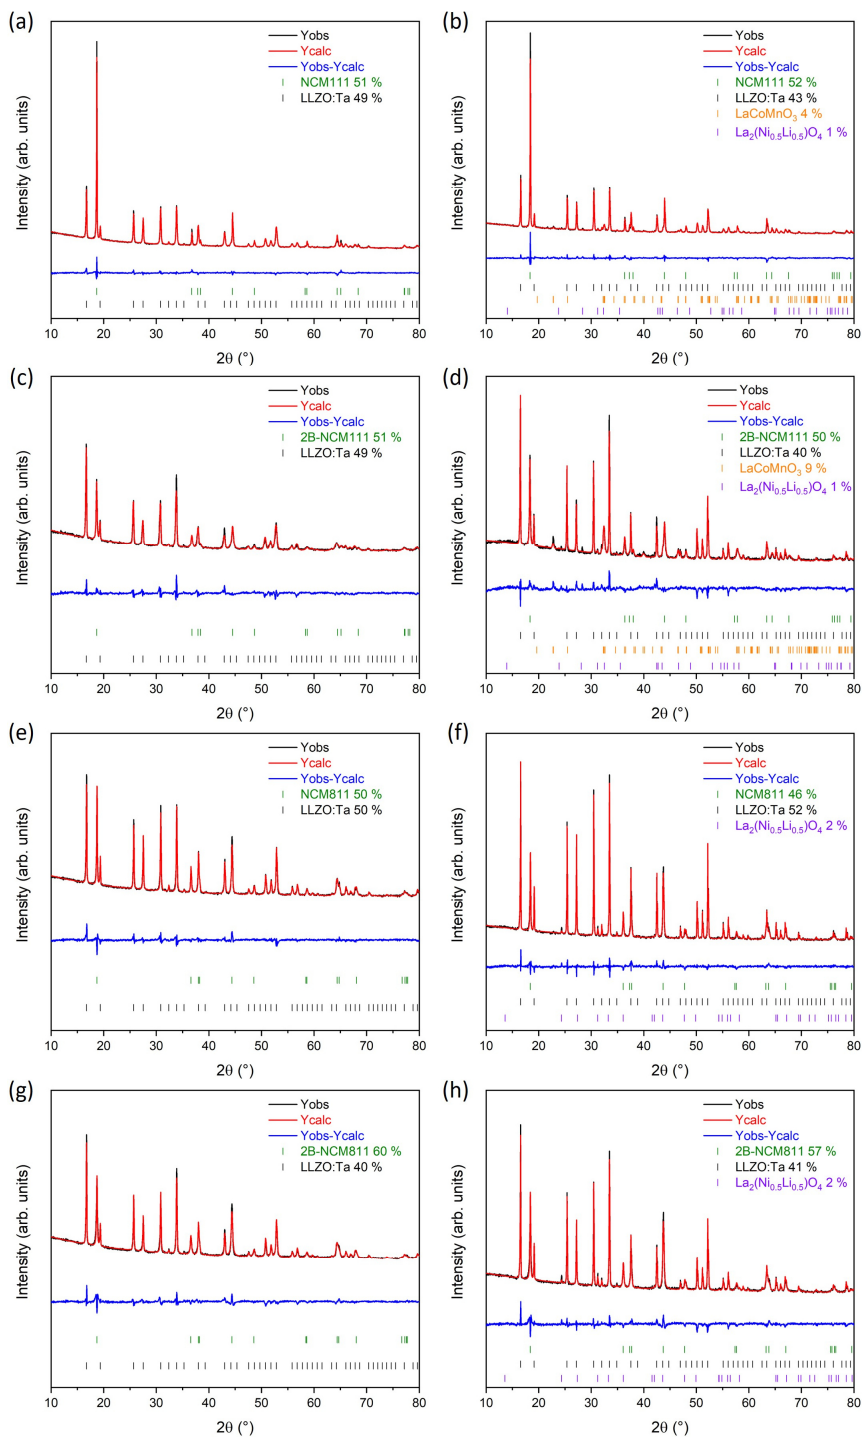 (a)
Yobs
Ycalc
Yobs-Ycalc
NCM111 51 %
LLZO:Ta 49 %
Intensity (arb. units)
10 20 30 40 50 60 70 80
2θ (°)
(b)
Yobs
Ycalc
Yobs-Ycalc
NCM111 52 %
LLZO:Ta 43 %
LaCoMnO3 4 %
La2(Ni0.5Li0.5)O4 1 %
Intensity (arb. units)
10 20 30 40 50 60 70 80
2θ (°)
(c)
Yobs
Ycalc
Yobs-Ycalc
2B-NCM111 51 %
LLZO:Ta 49 %
Intensity (arb. units)
10 20 30 40 50 60 70 80
2θ (°)
(d)
Yobs
Ycalc
Yobs-Ycalc
2B-NCM111 50 %
LLZO:Ta 40 %
LaCoMnO3 9 %
La2(Ni0.5Li0.5)O4 1 %
Intensity (arb. units)
10 20 30 40 50 60 70 80
2θ (°)
(e)
Yobs
Ycalc
Yobs-Ycalc
NCM811 50 %
LLZO:Ta 50 %
Intensity (arb. units)
10 20 30 40 50 60 70 80
2θ (°)
(f)
Yobs
Ycalc
Yobs-Ycalc
NCM811 46 %
LLZO:Ta 52 %
La2(Ni0.5Li0.5)O4 2 %
Intensity (arb. units)
10 20 30 40 50 60 70 80
2θ (°)
(g)
Yobs
Ycalc
Yobs-Ycalc
2B-NCM811 60 %
LLZO:Ta 40 %
Intensity (arb. units)
10 20 30 40 50 60 70 80
2θ (°)
(h)
Yobs
Ycalc
Yobs-Ycalc
2B-NCM811 57 %
LLZO:Ta 41 %
La2(Ni0.5Li0.5)O4 2 %
Intensity (arb. units)
10 20 30 40 50 60 70 80
2θ (°)